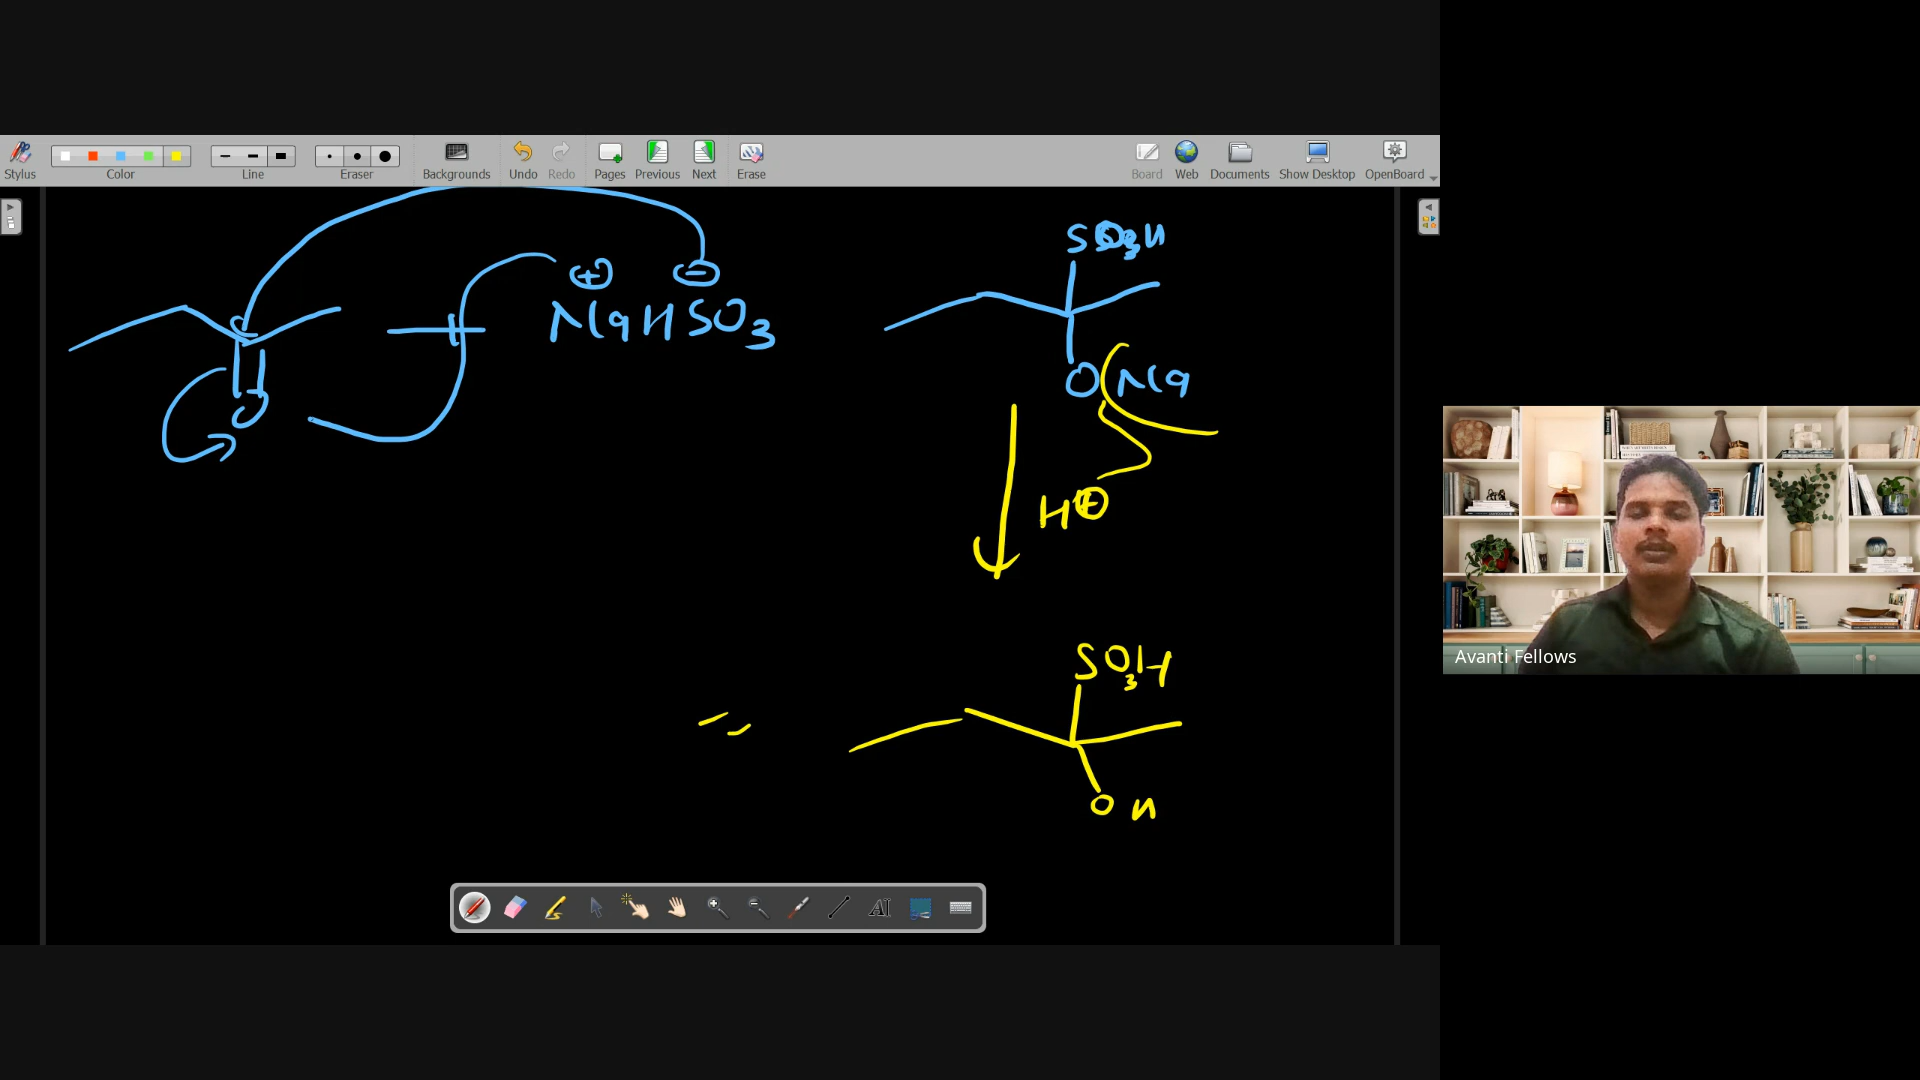 Stylus Color Line Eraser Backgrounds Undo Redo Pages Previous Next Erase Board Web Documents Show Desktop OpenBoard
SO3H
⊕ ⊖
+ NaHSO3
O
ONa
H⊕
SO3H
OH
Avanti Fellows
AI